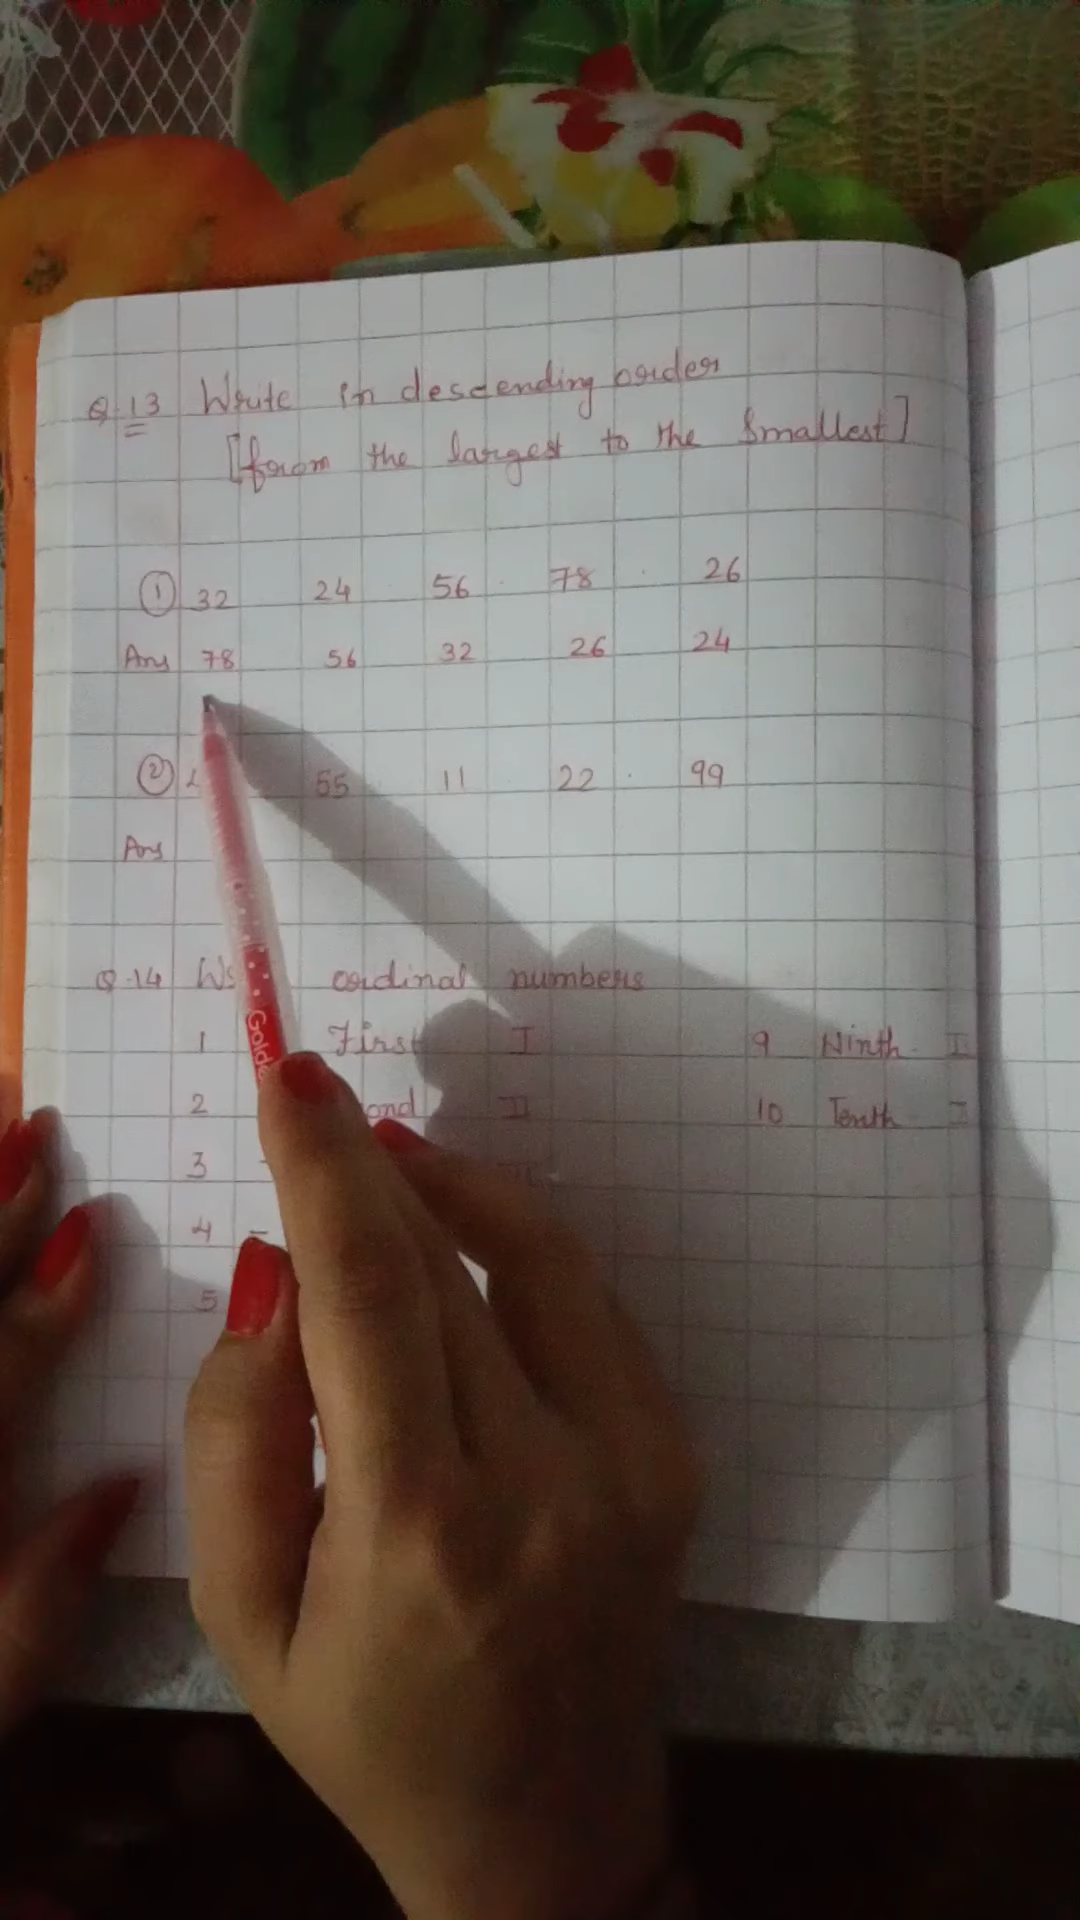 Q.13 Write in descending order
[from the largest to the smallest]
① 32 24 56 78 26
Ans 78 56 32 26 24
② 55 11 22 99
Ans
Q.14 ordinal numbers
1 First I 9 Ninth
2 10 Tenth
3
4
5
Golde